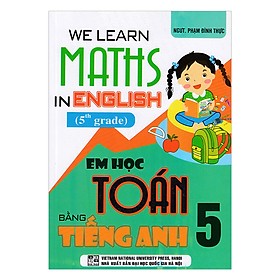 NGƯT. PHẠM ĐÌNH THỰC
WE LEARN
MATHS
IN ENGLISH
(5th grade)
EM HỌC
TOÁN
BẰNG
TIẾNG ANH 5
VIETNAM NATIONAL UNIVERSITY PRESS, HANOI
NHÀ XUẤT BẢN ĐẠI HỌC QUỐC GIA HÀ NỘI